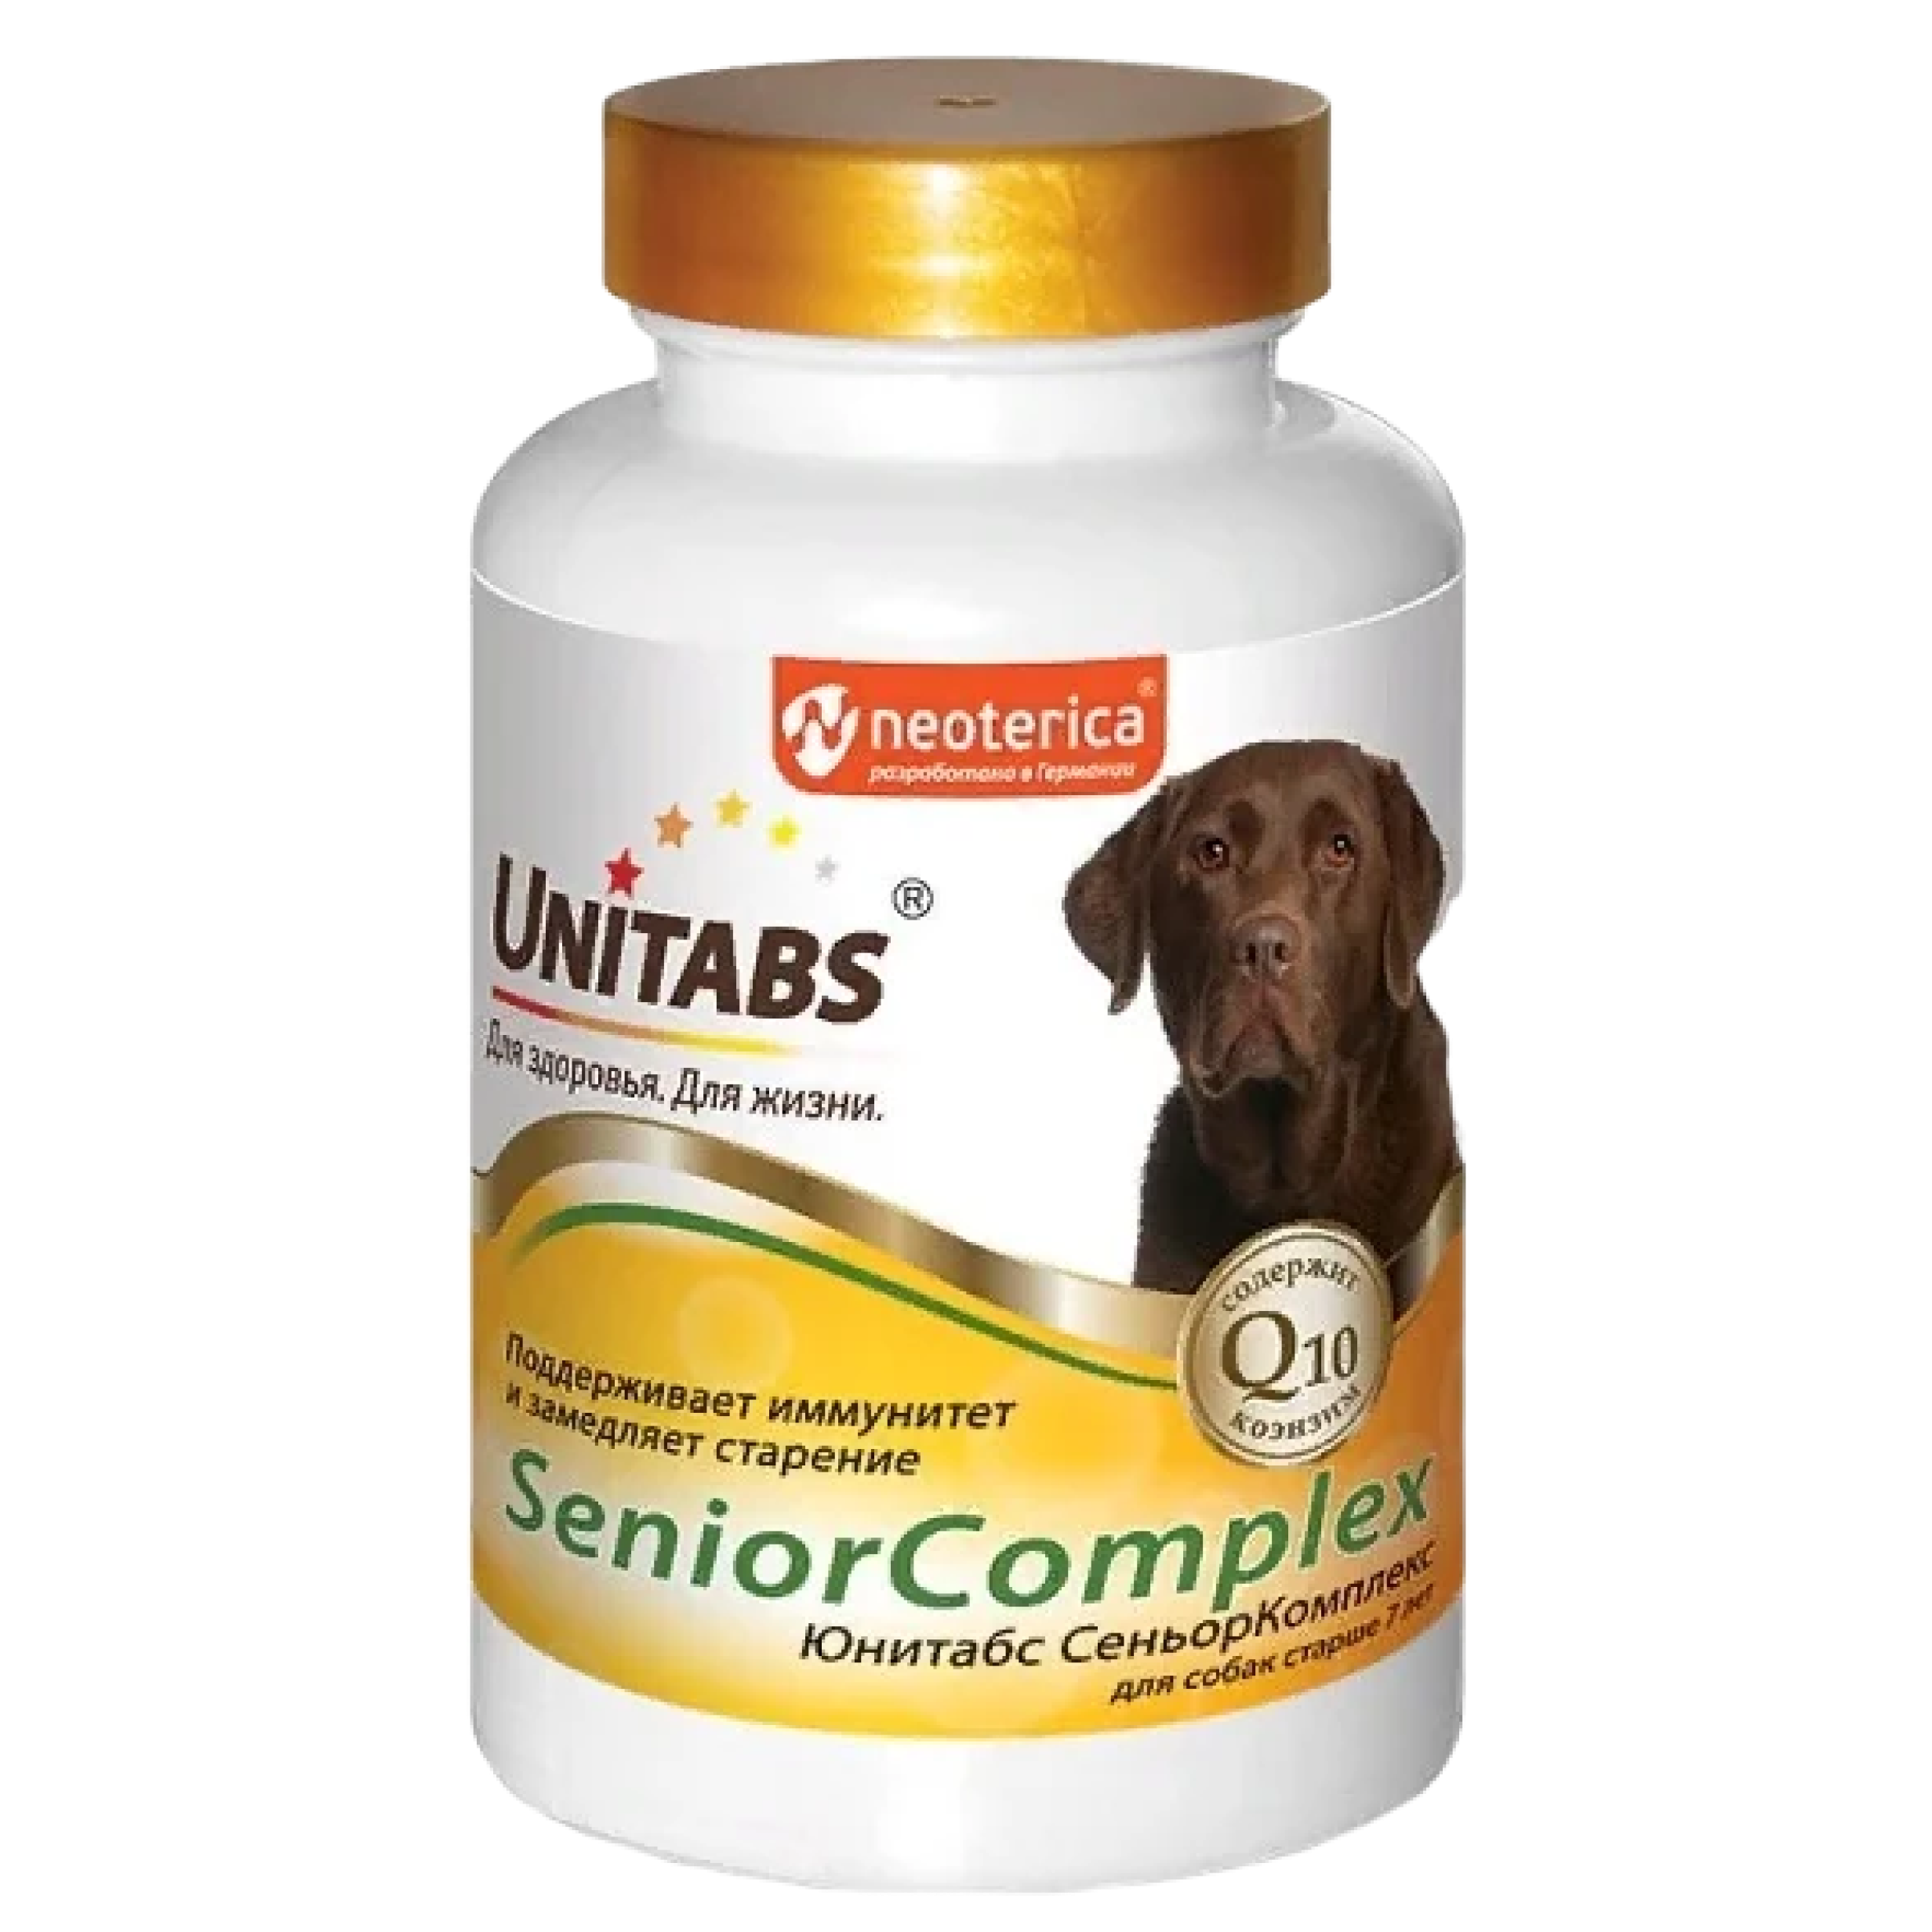 neoterica®
разработано в Германии
UNITABS®
Для здоровья. Для жизни.
содержит
Q10
коэнзим
Поддерживает иммунитет
и замедляет старение
SeniorComplex
Юнитабс СеньорКомплекс
для собак старше 7 лет